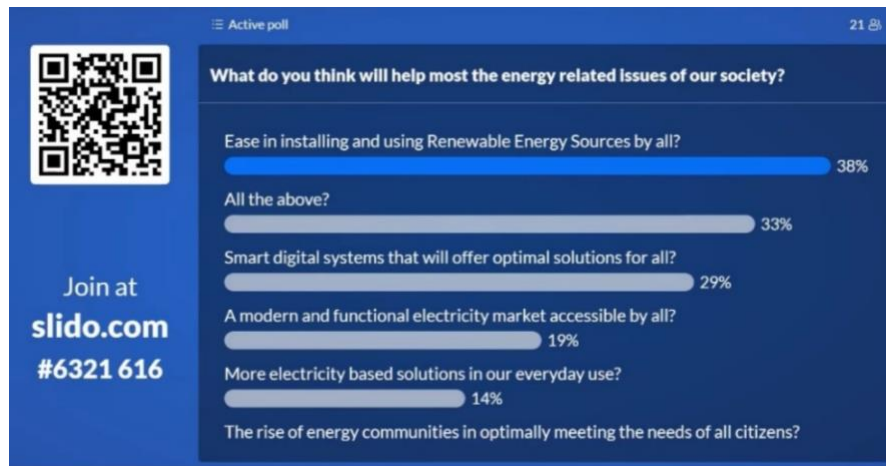 Active poll
21
What do you think will help most the energy related issues of our society?
Ease in installing and using Renewable Energy Sources by all?
38%
All the above?
33%
Smart digital systems that will offer optimal solutions for all?
29%
A modern and functional electricity market accessible by all?
19%
More electricity based solutions in our everyday use?
14%
The rise of energy communities in optimally meeting the needs of all citizens?
Join at
slido.com
#6321 616